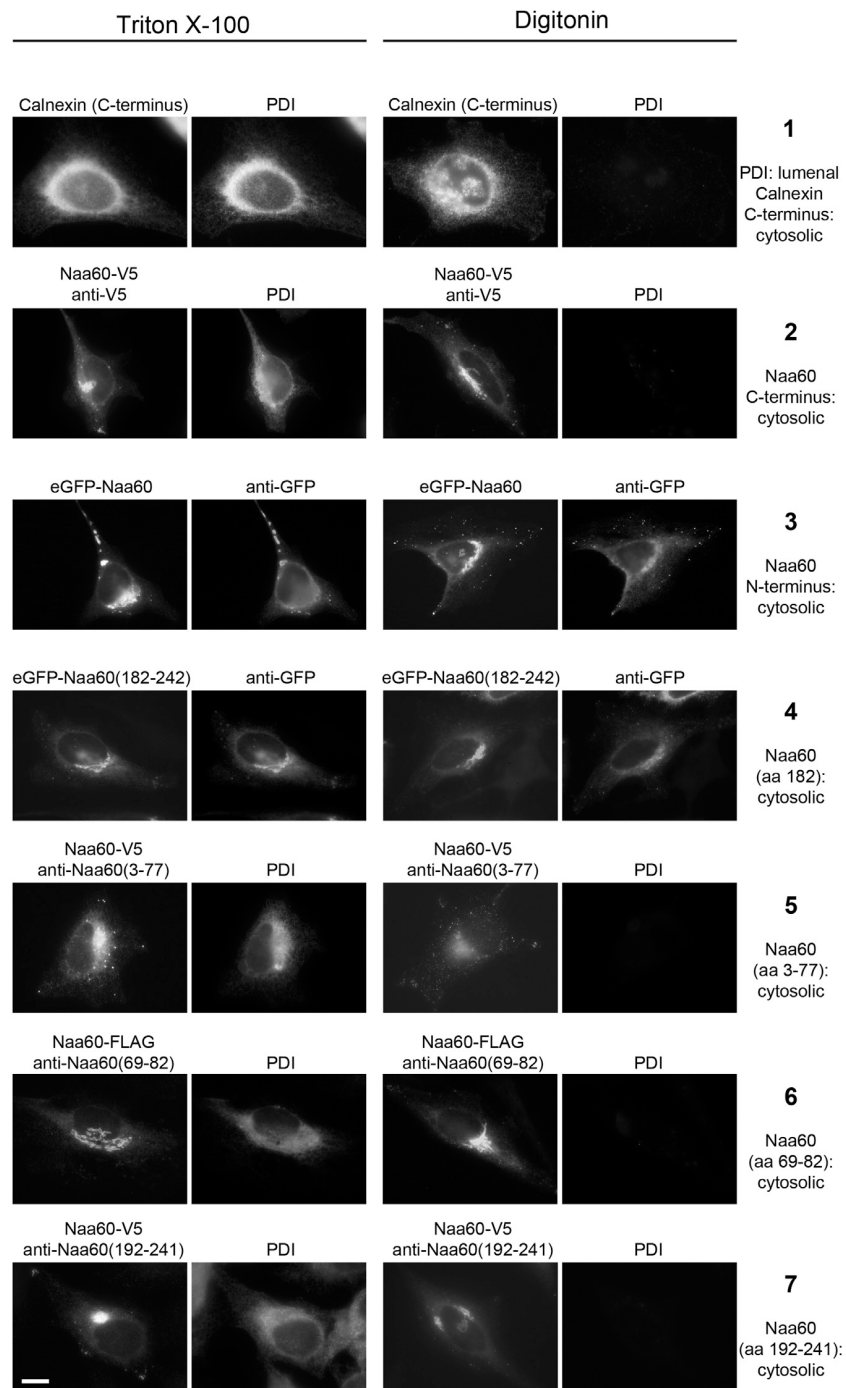 Triton X-100
Digitonin
Calnexin (C-terminus)
PDI
Calnexin (C-terminus)
PDI
1
PDI: lumenal
Calnexin
C-terminus:
cytosolic
Naa60-V5
anti-V5
PDI
Naa60-V5
anti-V5
PDI
2
Naa60
C-terminus:
cytosolic
eGFP-Naa60
anti-GFP
eGFP-Naa60
anti-GFP
3
Naa60
N-terminus:
cytosolic
eGFP-Naa60(182-242)
anti-GFP
eGFP-Naa60(182-242)
anti-GFP
4
Naa60
(aa 182):
cytosolic
Naa60-V5
anti-Naa60(3-77)
PDI
Naa60-V5
anti-Naa60(3-77)
PDI
5
Naa60
(aa 3-77):
cytosolic
Naa60-FLAG
anti-Naa60(69-82)
PDI
Naa60-FLAG
anti-Naa60(69-82)
PDI
6
Naa60
(aa 69-82):
cytosolic
Naa60-V5
anti-Naa60(192-241)
PDI
Naa60-V5
anti-Naa60(192-241)
PDI
7
Naa60
(aa 192-241):
cytosolic